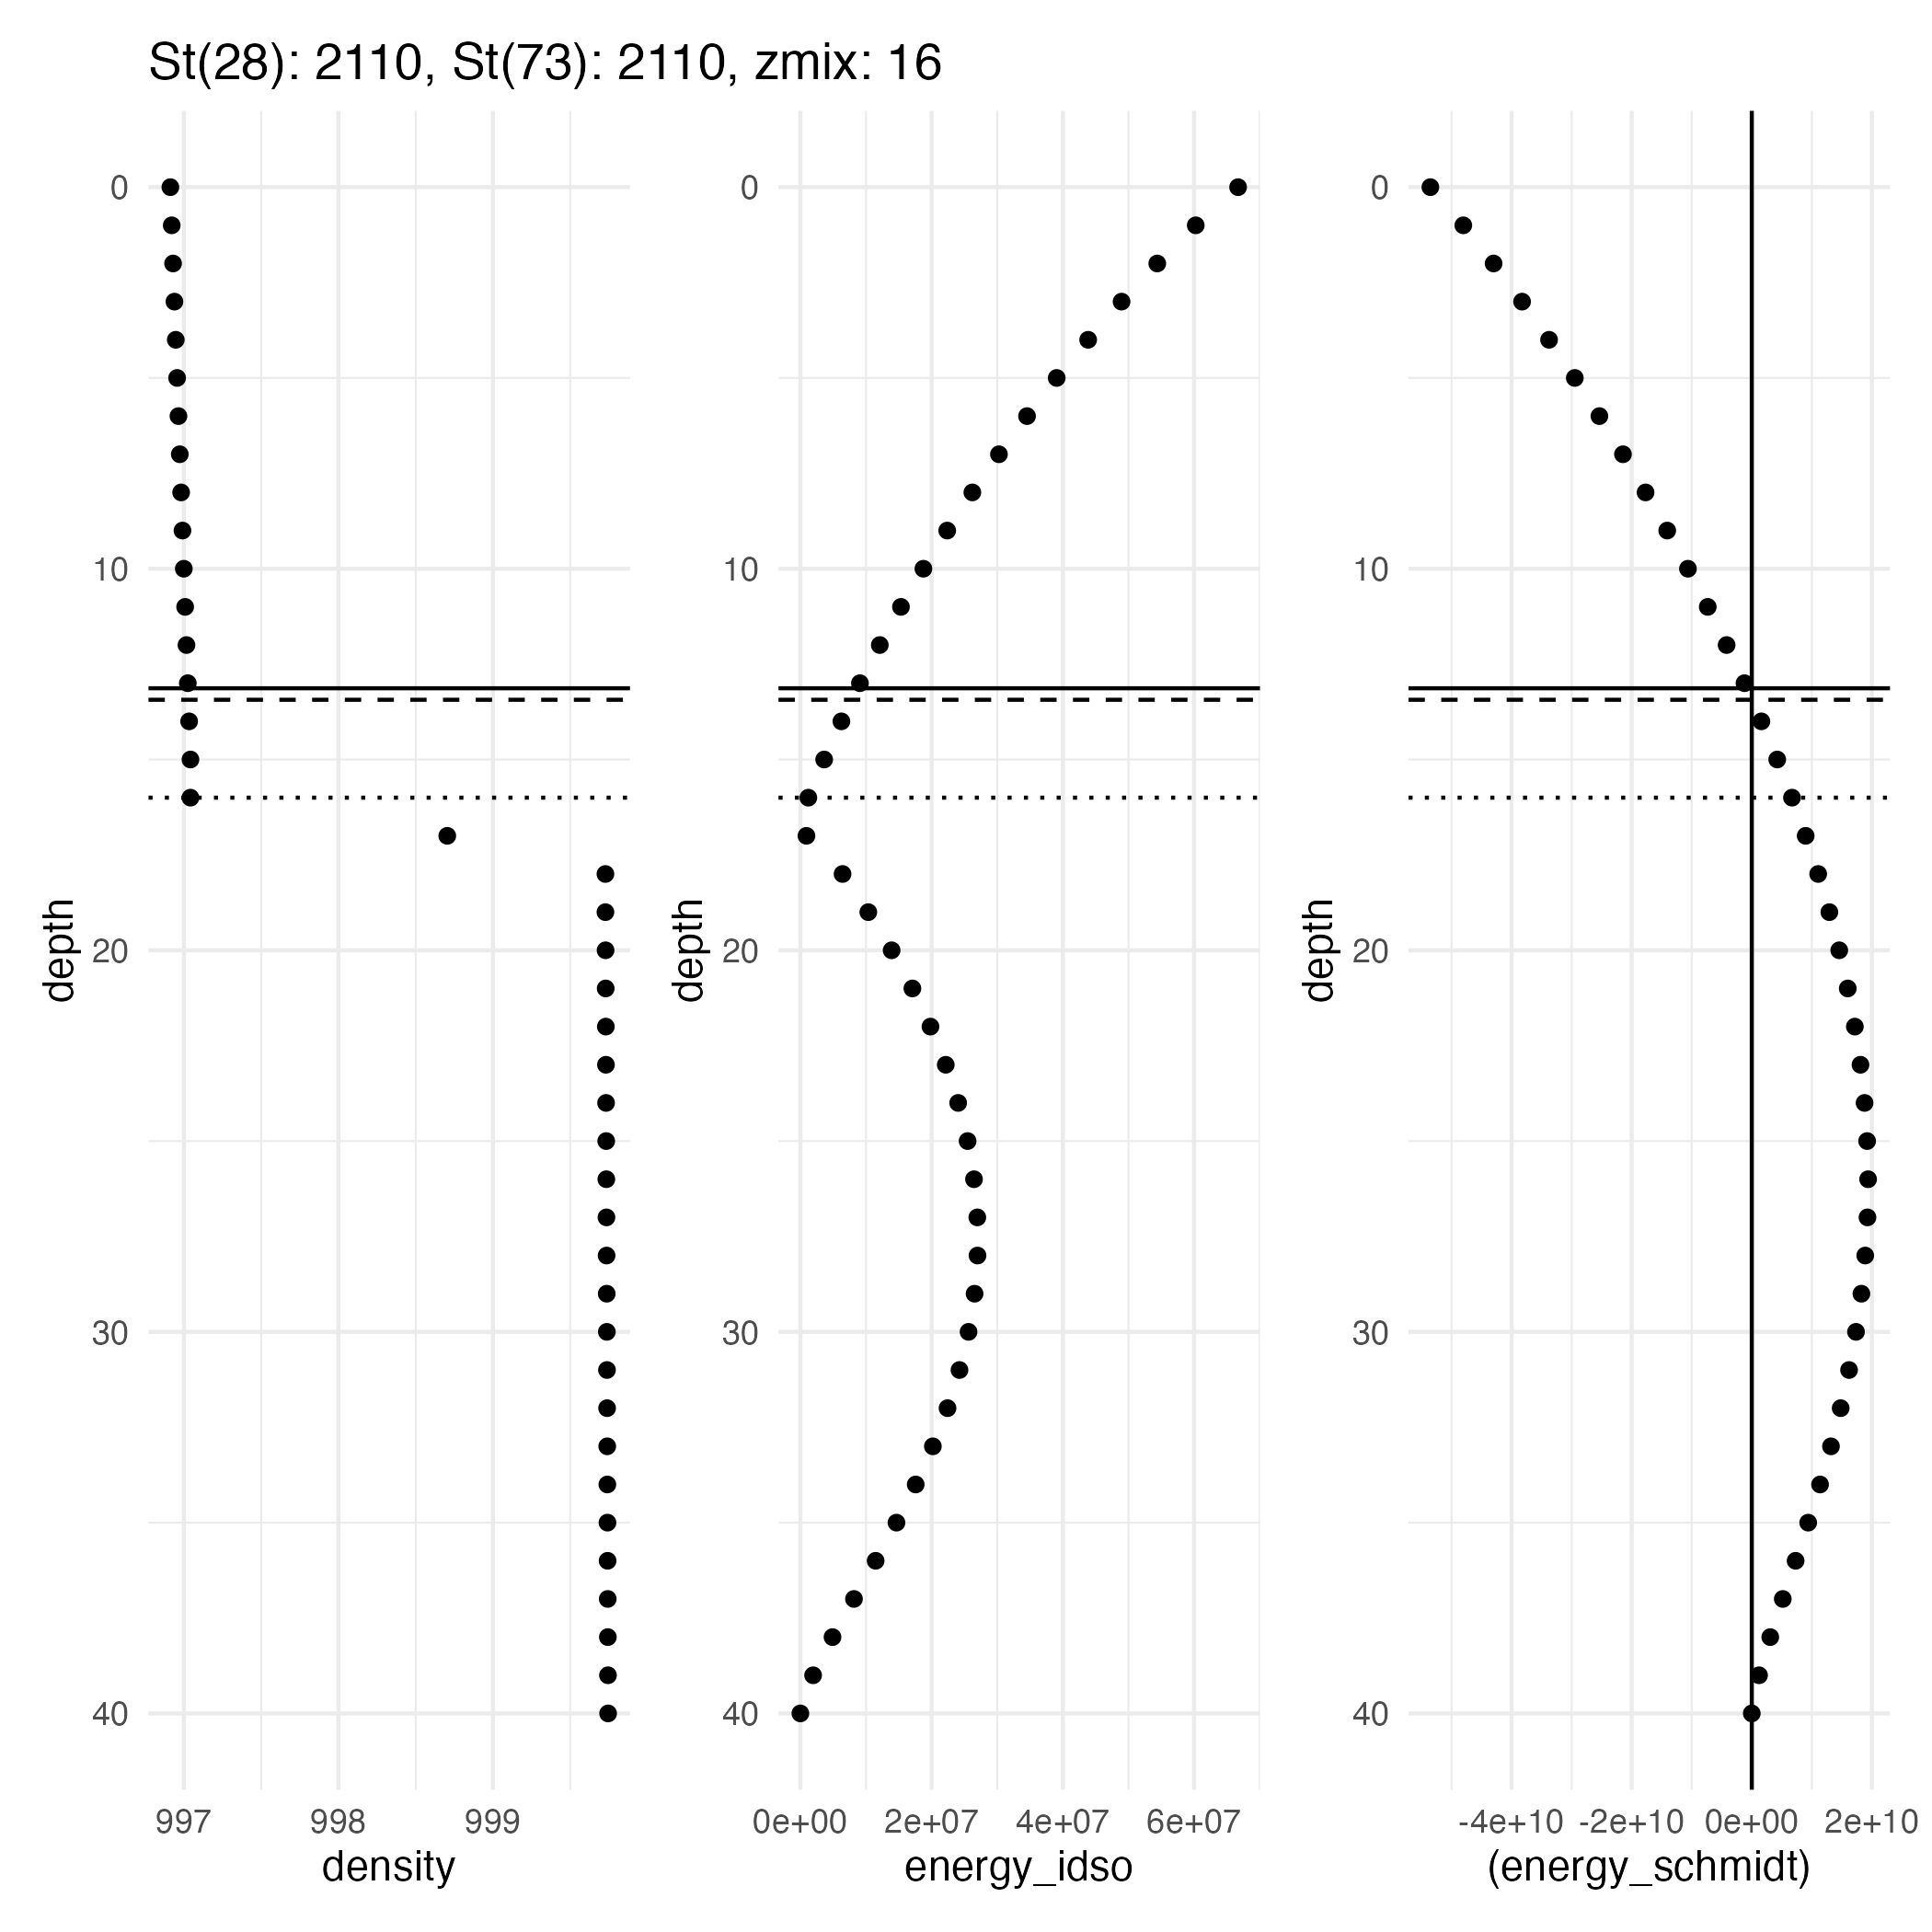 St(28): 2110, St(73): 2110, zmix: 16
0
10
20
30
40
depth
997 998 999
density
0
10
20
30
40
depth
0e+00 2e+07 4e+07 6e+07
energy_idso
0
10
20
30
40
depth
-4e+10 -2e+10 0e+00 2e+10
(energy_schmidt)